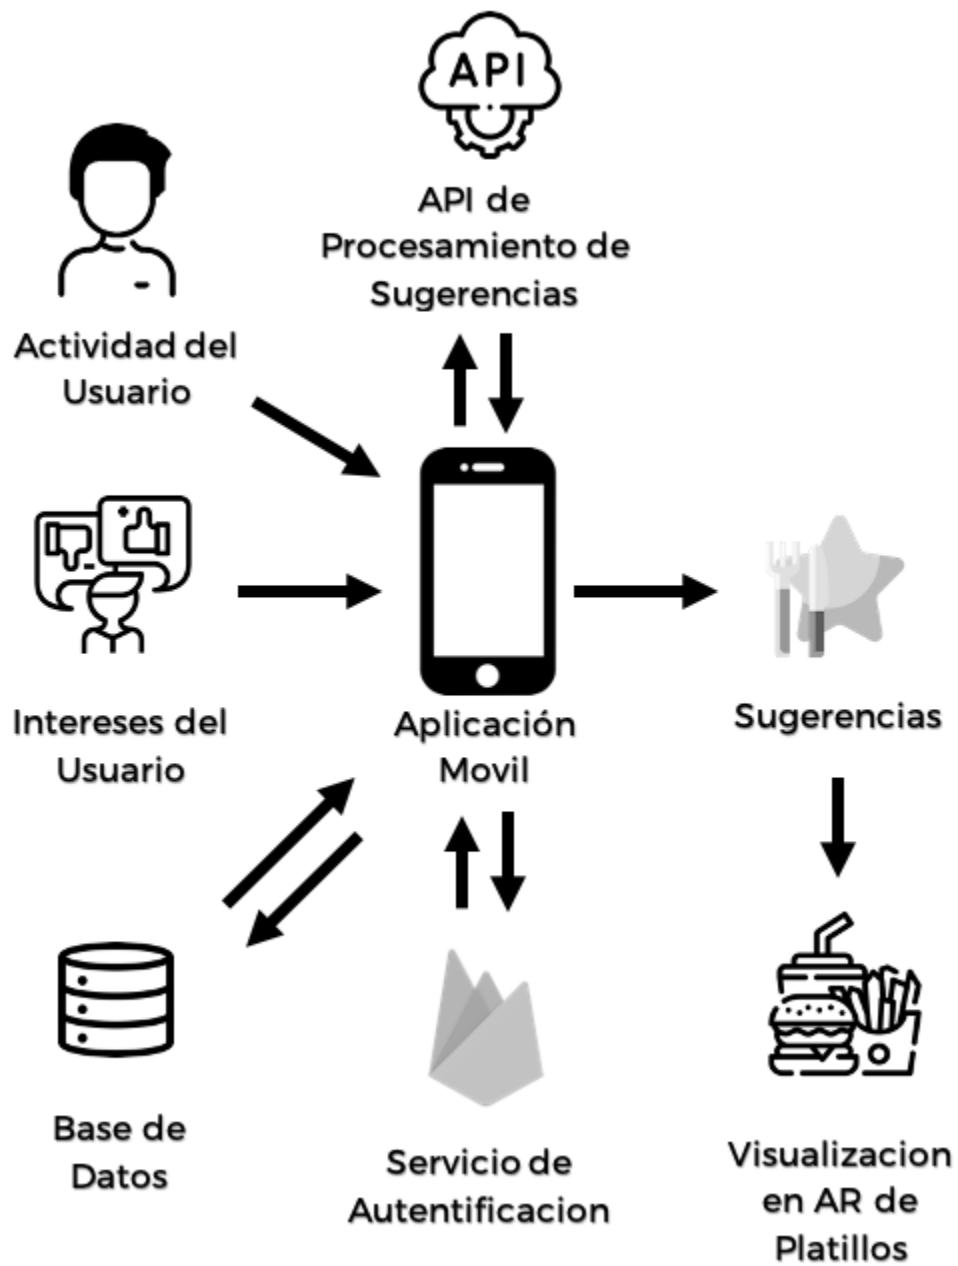 API
API de
Procesamiento de
Sugerencias
Actividad del
Usuario
Intereses del
Usuario
Aplicación
Movil
Sugerencias
Base de
Datos
Servicio de
Autentificacion
Visualizacion
en AR de
Platillos